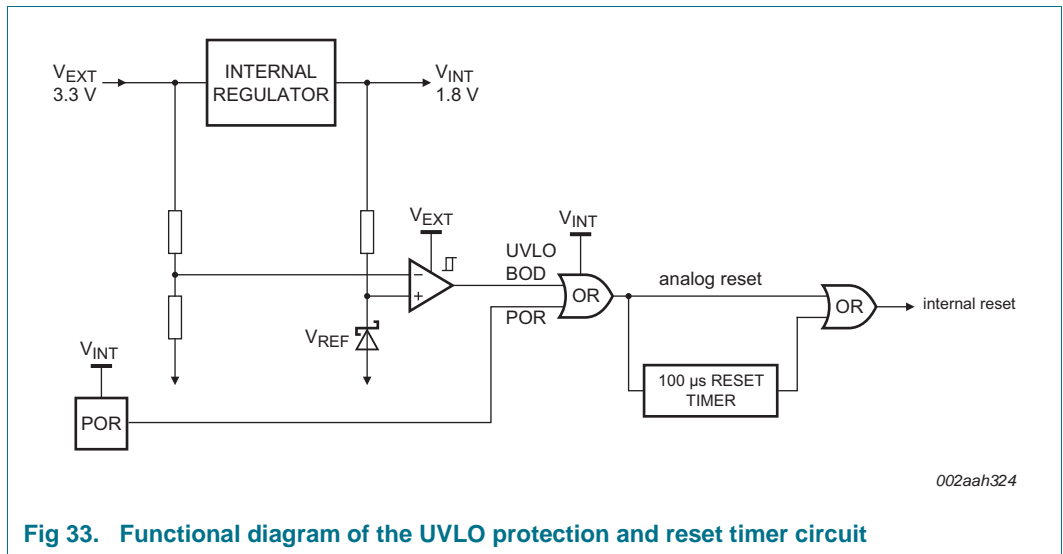 VEXT
3.3 V
INTERNAL
REGULATOR
VINT
1.8 V
VEXT
−
+
VREF
UVLO
BOD
POR
VINT
OR
analog reset
OR
internal reset
100 µs RESET
TIMER
VINT
POR
002aah324
Fig 33. Functional diagram of the UVLO protection and reset timer circuit